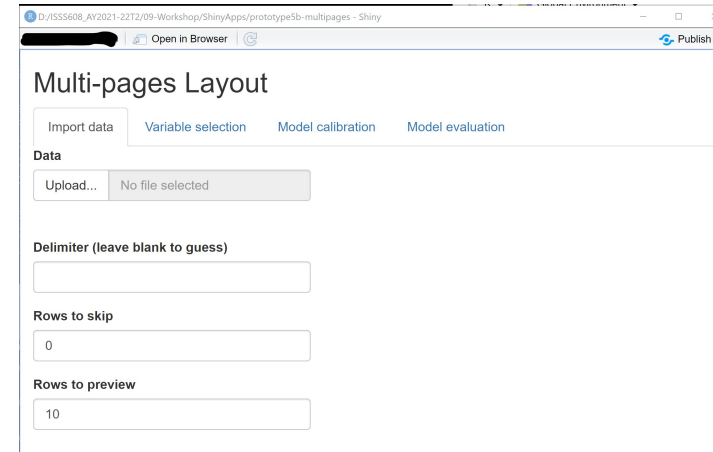 D:/ISSS608_AY2021-22T2/09-Workshop/ShinyApps/prototype5b-multipages - Shiny
Open in Browser
Publish
Multi-pages Layout
Import data Variable selection Model calibration Model evaluation
Data
Upload... No file selected
Delimiter (leave blank to guess)
Rows to skip
0
Rows to preview
10